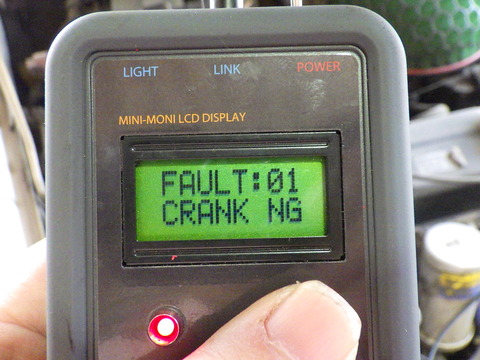 LIGHT LINK POWER
MINI-MONI LCD DISPLAY
FAULT:01
CRANK NG